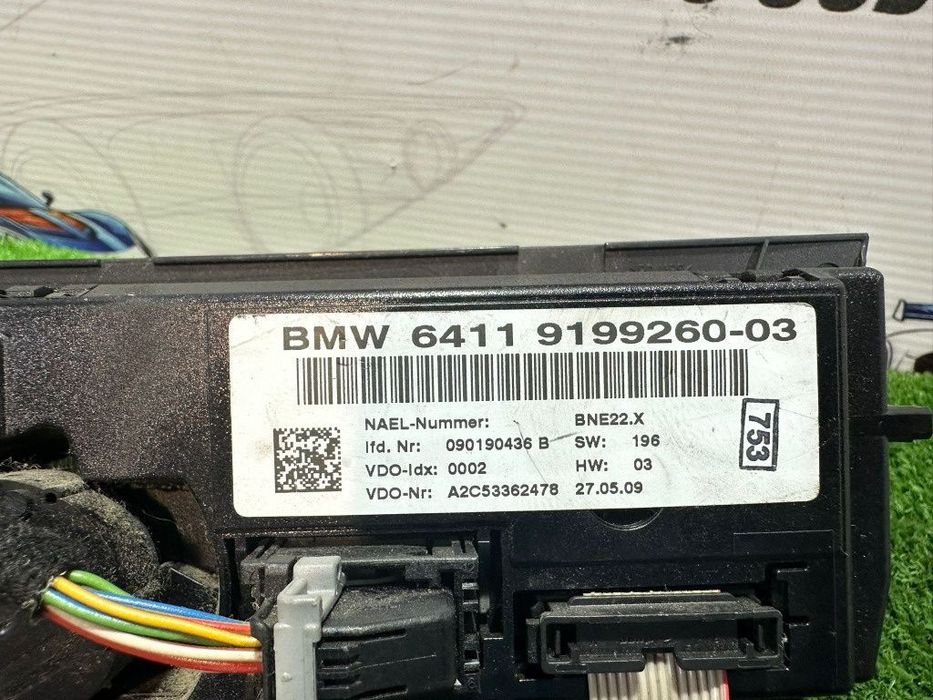 BMW 6411 9199260-03
NAEL-Nummer: BNE22.X
lfd. Nr: 090190436 B SW: 196
VDO-Idx: 0002 HW: 03
VDO-Nr: A2C53362478 27.05.09
753